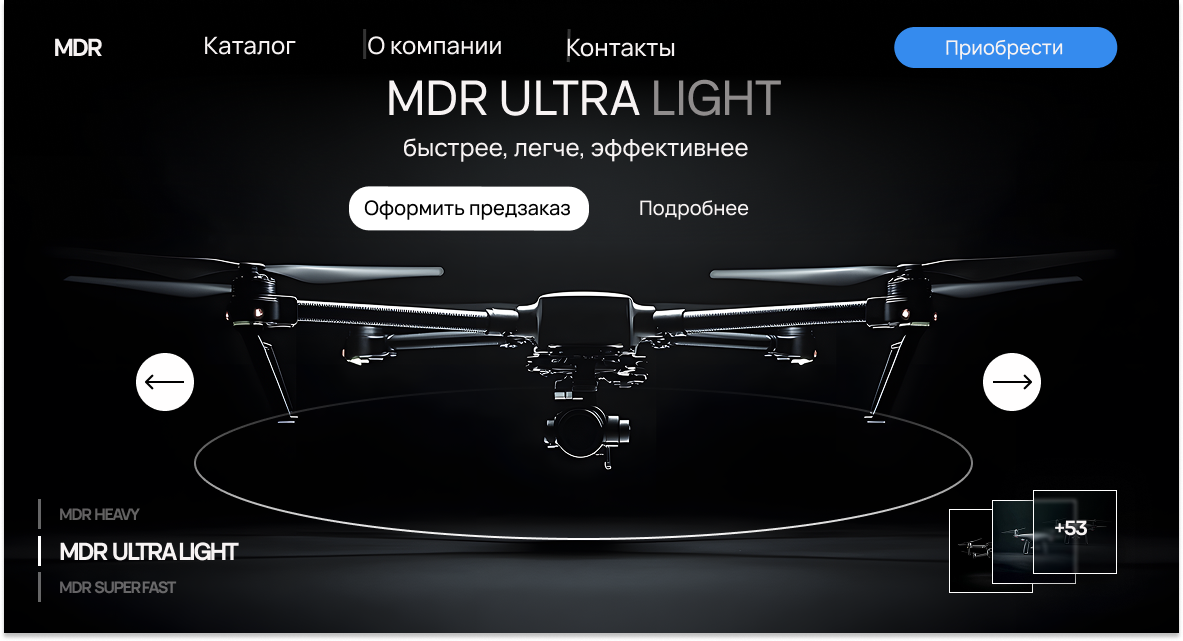 MDR
Каталог
О компании
Контакты
Приобрести
MDR ULTRA LIGHT
быстрее, легче, эффективнее
Оформить предзаказ
Подробнее
MDR HEAVY
MDR ULTRA LIGHT
MDR SUPER FAST
+53